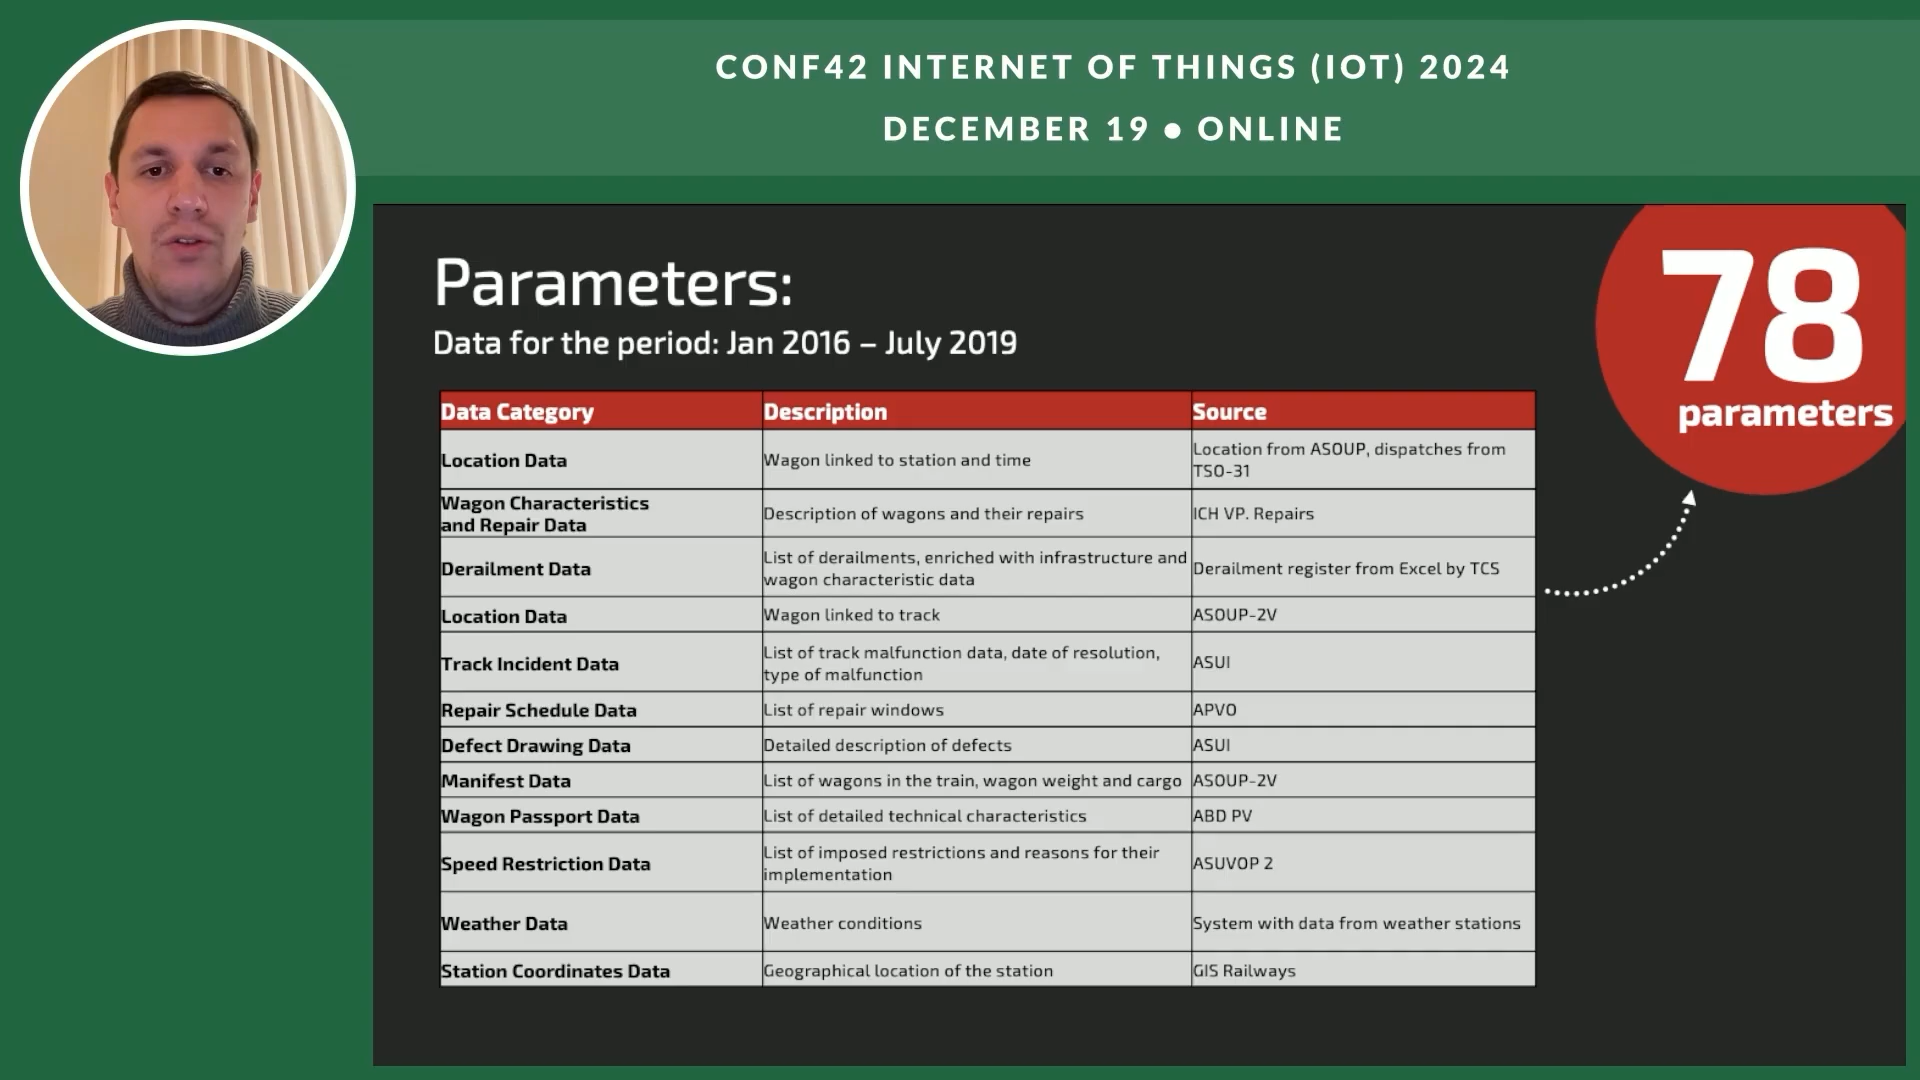 CONF42 INTERNET OF THINGS (IOT) 2024
DECEMBER 19 ● ONLINE
Parameters:
Data for the period: Jan 2016 – July 2019
78
parameters
Data Category Description Source
Location Data Wagon linked to station and time Location from ASOUP, dispatches from
TSO-31
Wagon Characteristics
and Repair Data Description of wagons and their repairs ICH VP. Repairs
Derailment Data List of derailments, enriched with infrastructure and
wagon characteristic data Derailment register from Excel by TCS
Location Data Wagon linked to track ASOUP-2V
Track Incident Data List of track malfunction data, date of resolution,
type of malfunction ASUI
Repair Schedule Data List of repair windows APVO
Defect Drawing Data Detailed description of defects ASUI
Manifest Data List of wagons in the train, wagon weight and cargo ASOUP-2V
Wagon Passport Data List of detailed technical characteristics ABD PV
Speed Restriction Data List of imposed restrictions and reasons for their
implementation ASUVOP 2
Weather Data Weather conditions System with data from weather stations
Station Coordinates Data Geographical location of the station GIS Railways